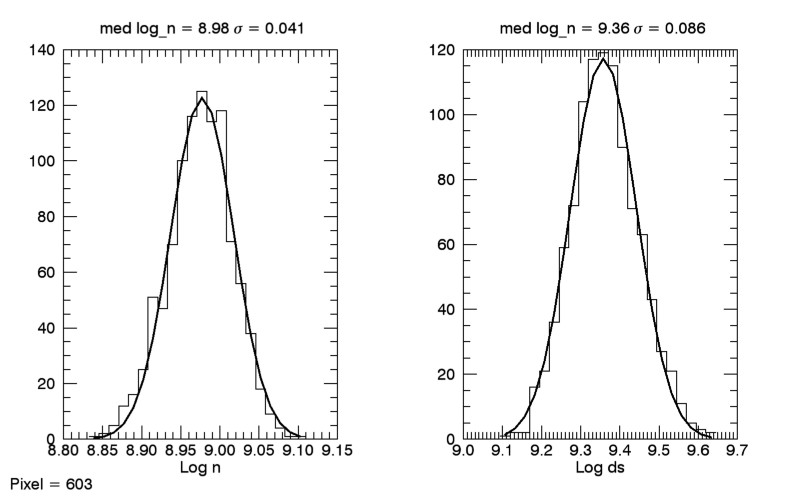 med log_n = 8.98 σ = 0.041
140
120
100
80
60
40
20
0
8.80 8.85 8.90 8.95 9.00 9.05 9.10 9.15
Log n
med log_n = 9.36 σ = 0.086
120
100
80
60
40
20
0
9.0 9.1 9.2 9.3 9.4 9.5 9.6 9.7
Log ds
Pixel = 603